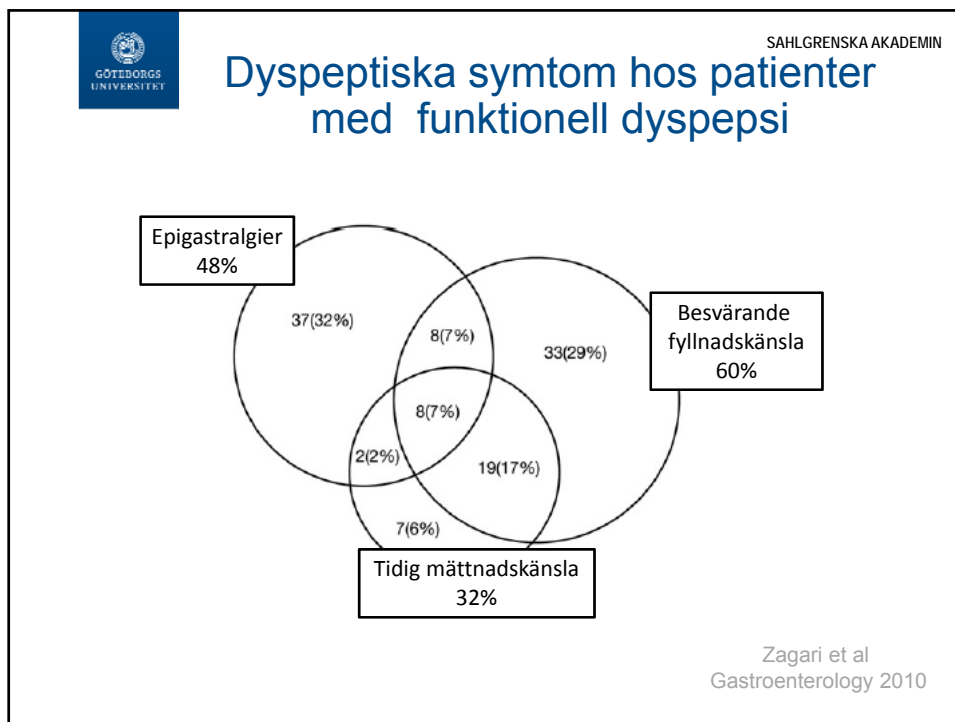 SAHLGRENSKA AKADEMIN
GÖTEBORGS
UNIVERSITET
Dyspeptiska symtom hos patienter
med funktionell dyspepsi
Epigastralgier
48%
37(32%)
8(7%)
33(29%)
Besvärande
fyllnadskänsla
60%
8(7%)
2(2%)
19(17%)
7(6%)
Tidig mättnadskänsla
32%
Zagari et al
Gastroenterology 2010